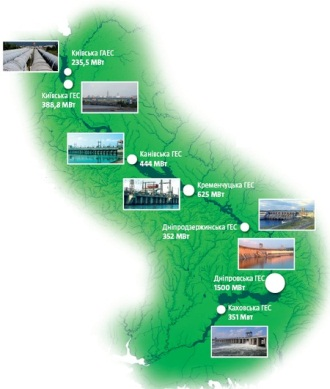 Київська ГАЕС
235,5 МВт
Київська ГЕС
388,8 МВт
Канівська ГЕС
444 МВт
Кременчуцька ГЕС
625 МВт
Дніпродзержинська ГЕС
352 МВт
Дніпровська ГЕС
1500 МВт
Каховська ГЕС
351 Мвт